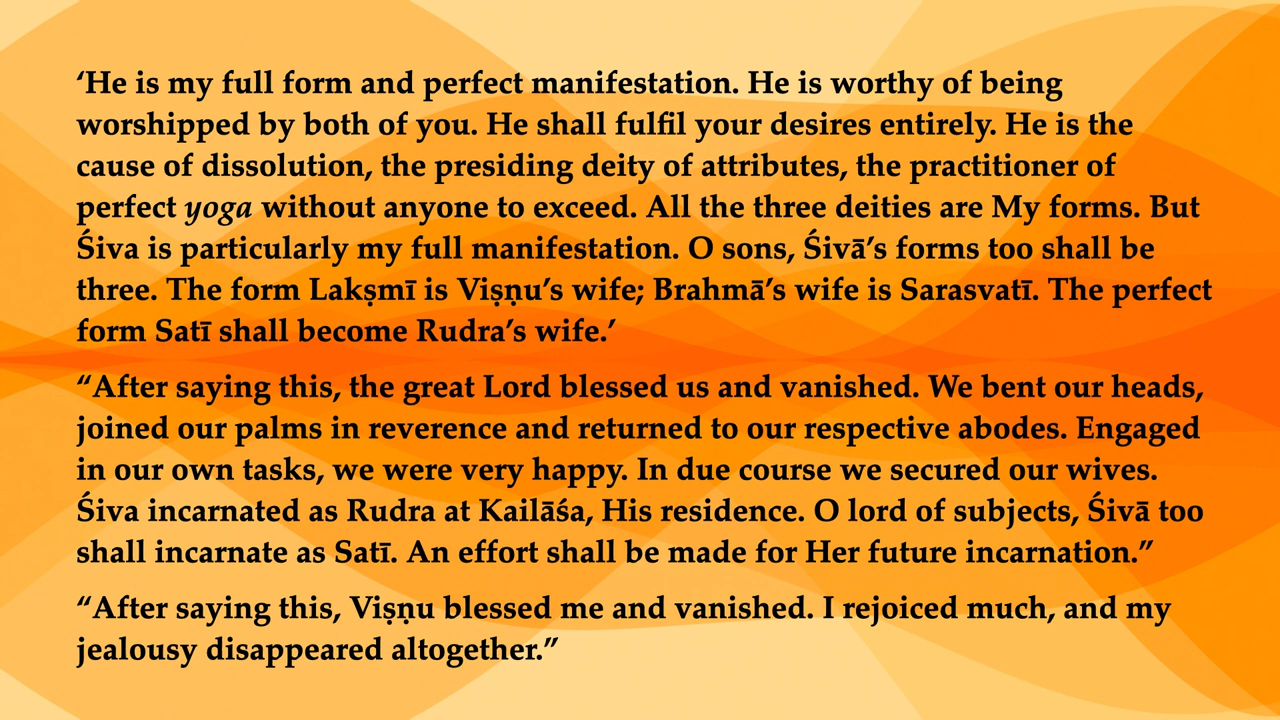 ‘He is my full form and perfect manifestation. He is worthy of being
worshipped by both of you. He shall fulfil your desires entirely. He is the
cause of dissolution, the presiding deity of attributes, the practitioner of
perfect yoga without anyone to exceed. All the three deities are My forms. But
Śiva is particularly my full manifestation. O sons, Śivā’s forms too shall be
three. The form Lakṣmī is Viṣṇu’s wife; Brahmā’s wife is Sarasvatī. The perfect
form Satī shall become Rudra’s wife.’
“After saying this, the great Lord blessed us and vanished. We bent our heads,
joined our palms in reverence and returned to our respective abodes. Engaged
in our own tasks, we were very happy. In due course we secured our wives.
Śiva incarnated as Rudra at Kailāśa, His residence. O lord of subjects, Śivā too
shall incarnate as Satī. An effort shall be made for Her future incarnation.”
“After saying this, Viṣṇu blessed me and vanished. I rejoiced much, and my
jealousy disappeared altogether.”